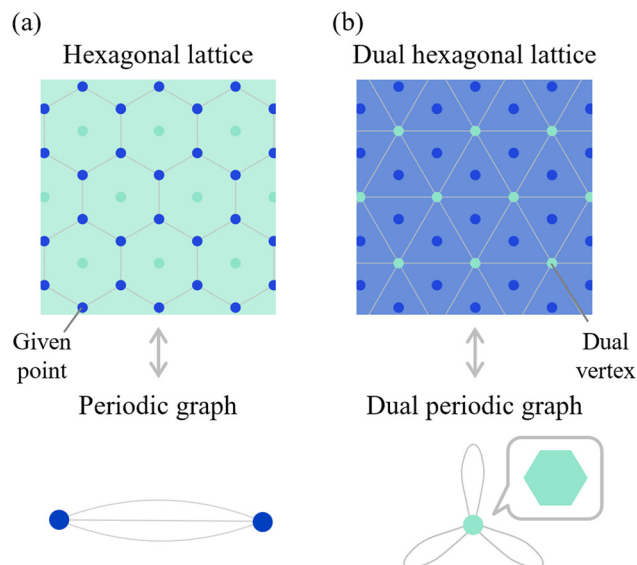 (a)
Hexagonal lattice
Given
point
Periodic graph
(b)
Dual hexagonal lattice
Dual
vertex
Dual periodic graph